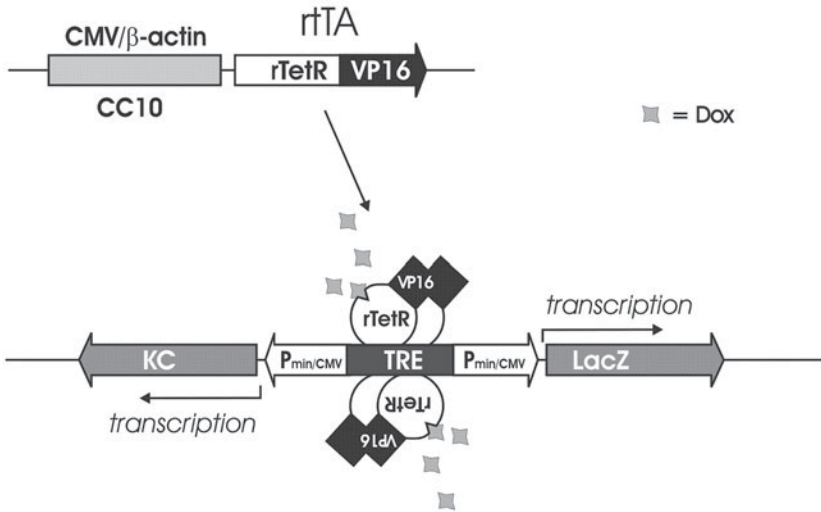 rtTA
CMV/β-actin
rTetR VP16
CC10
= Dox
VP16
rTetR
transcription
KC Pmin/CMV TRE Pmin/CMV LacZ
transcription
rTetR
VP16